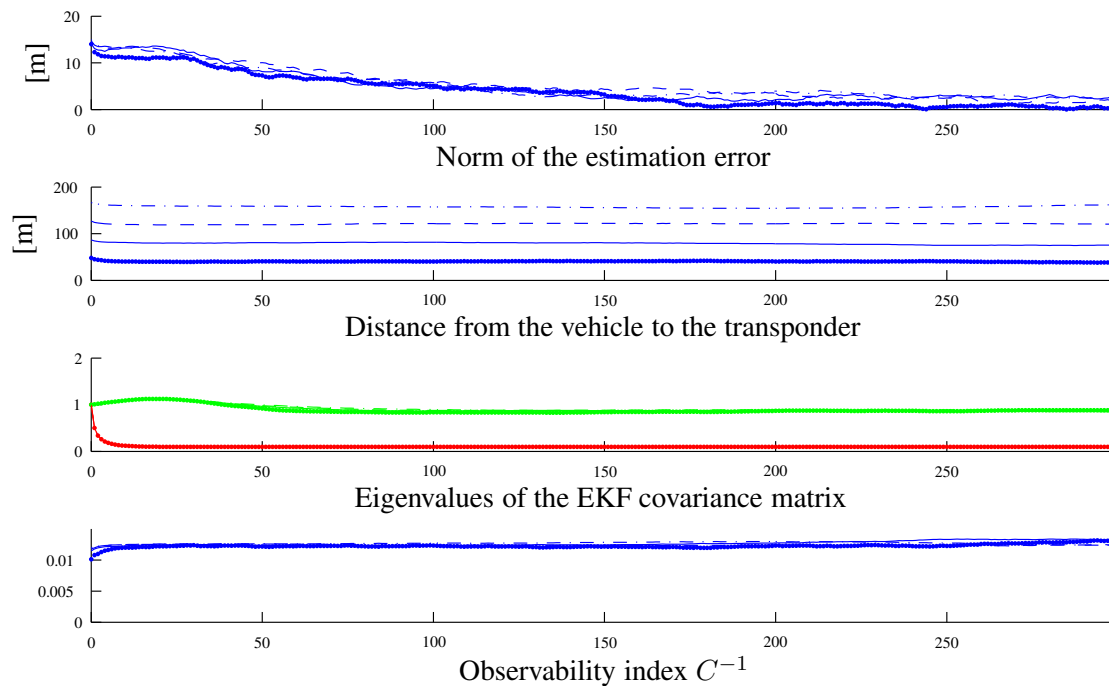 20
10
0
[m]
0 50 100 150 200 250
Norm of the estimation error
200
100
0
[m]
0 50 100 150 200 250
Distance from the vehicle to the transponder
2
1
0
0 50 100 150 200 250
Eigenvalues of the EKF covariance matrix
0.01
0.005
0
0 50 100 150 200 250
Observability index C⁻¹